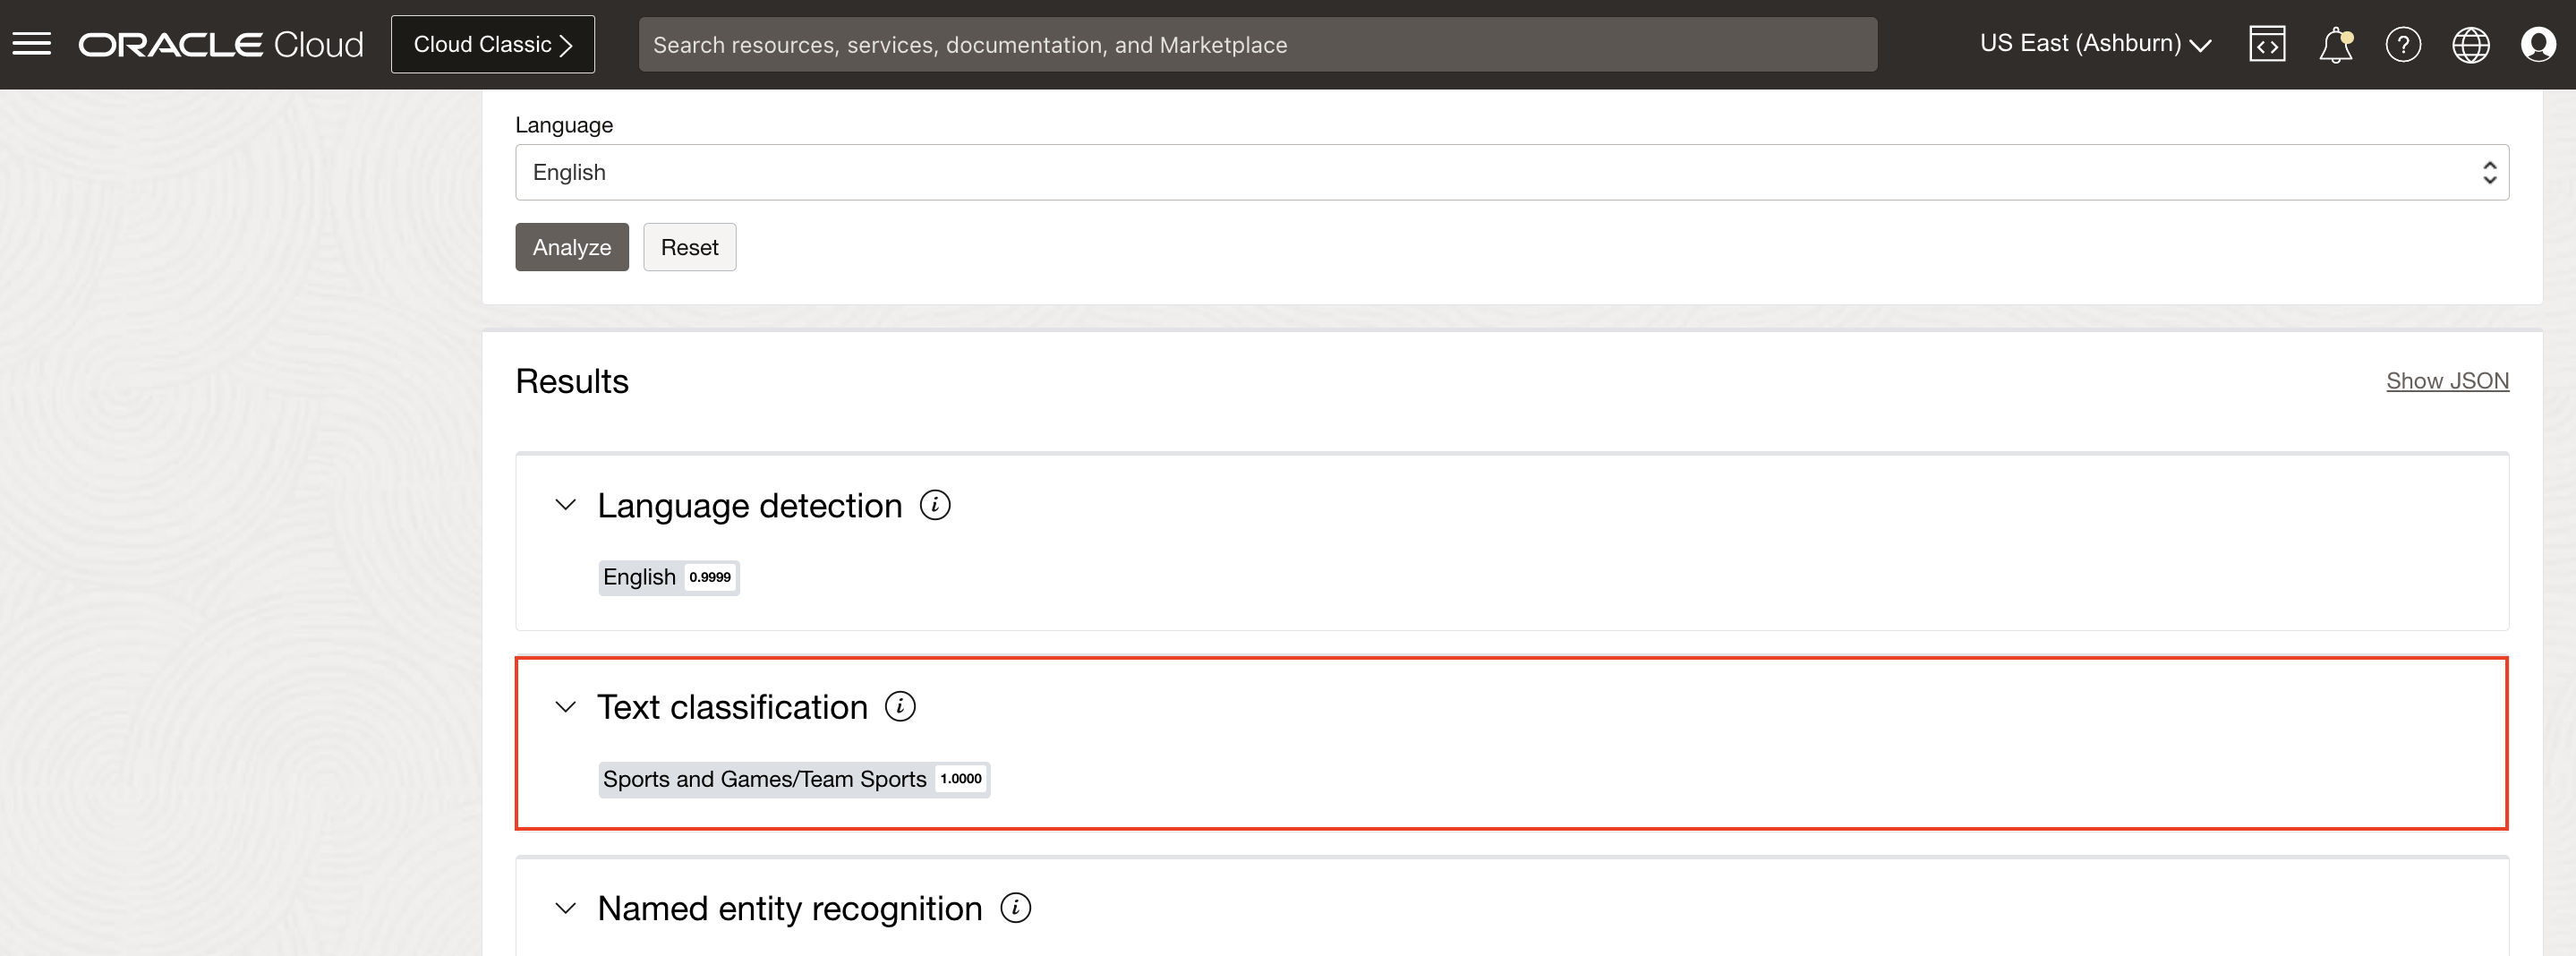 ORACLE Cloud
Cloud Classic
Search resources, services, documentation, and Marketplace
US East (Ashburn)
Language
English
Analyze
Reset
Results
Show JSON
Language detection
English 0.9999
Text classification
Sports and Games/Team Sports 1.0000
Named entity recognition